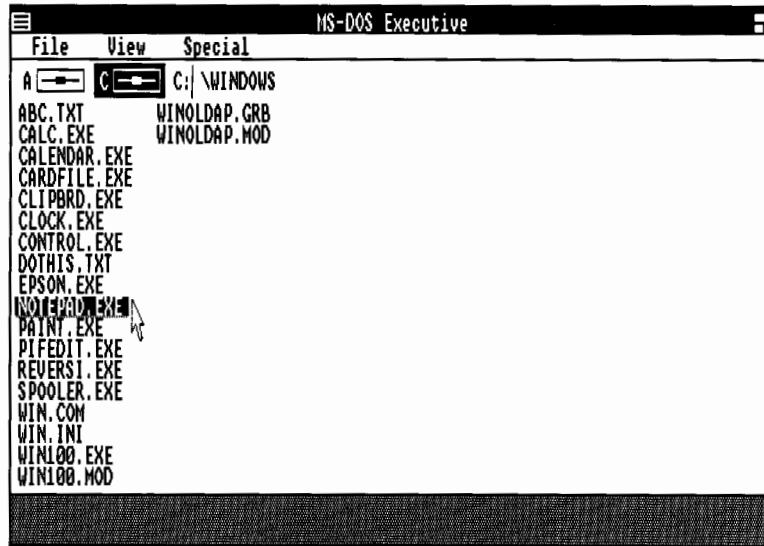 MS-DOS Executive
File View Special
A C C: \WINDOWS
ABC.TXT WINOLDAP.GRB
CALC.EXE WINOLDAP.MOD
CALENDAR.EXE
CARDFILE.EXE
CLIPBRD.EXE
CLOCK.EXE
CONTROL.EXE
DOTHIS.TXT
EPSON.EXE
NOTEPAD.EXE
PAINT.EXE
PIFEDIT.EXE
REVERSI.EXE
SPOOLER.EXE
WIN.COM
WIN.INI
WIN100.EXE
WIN100.MOD